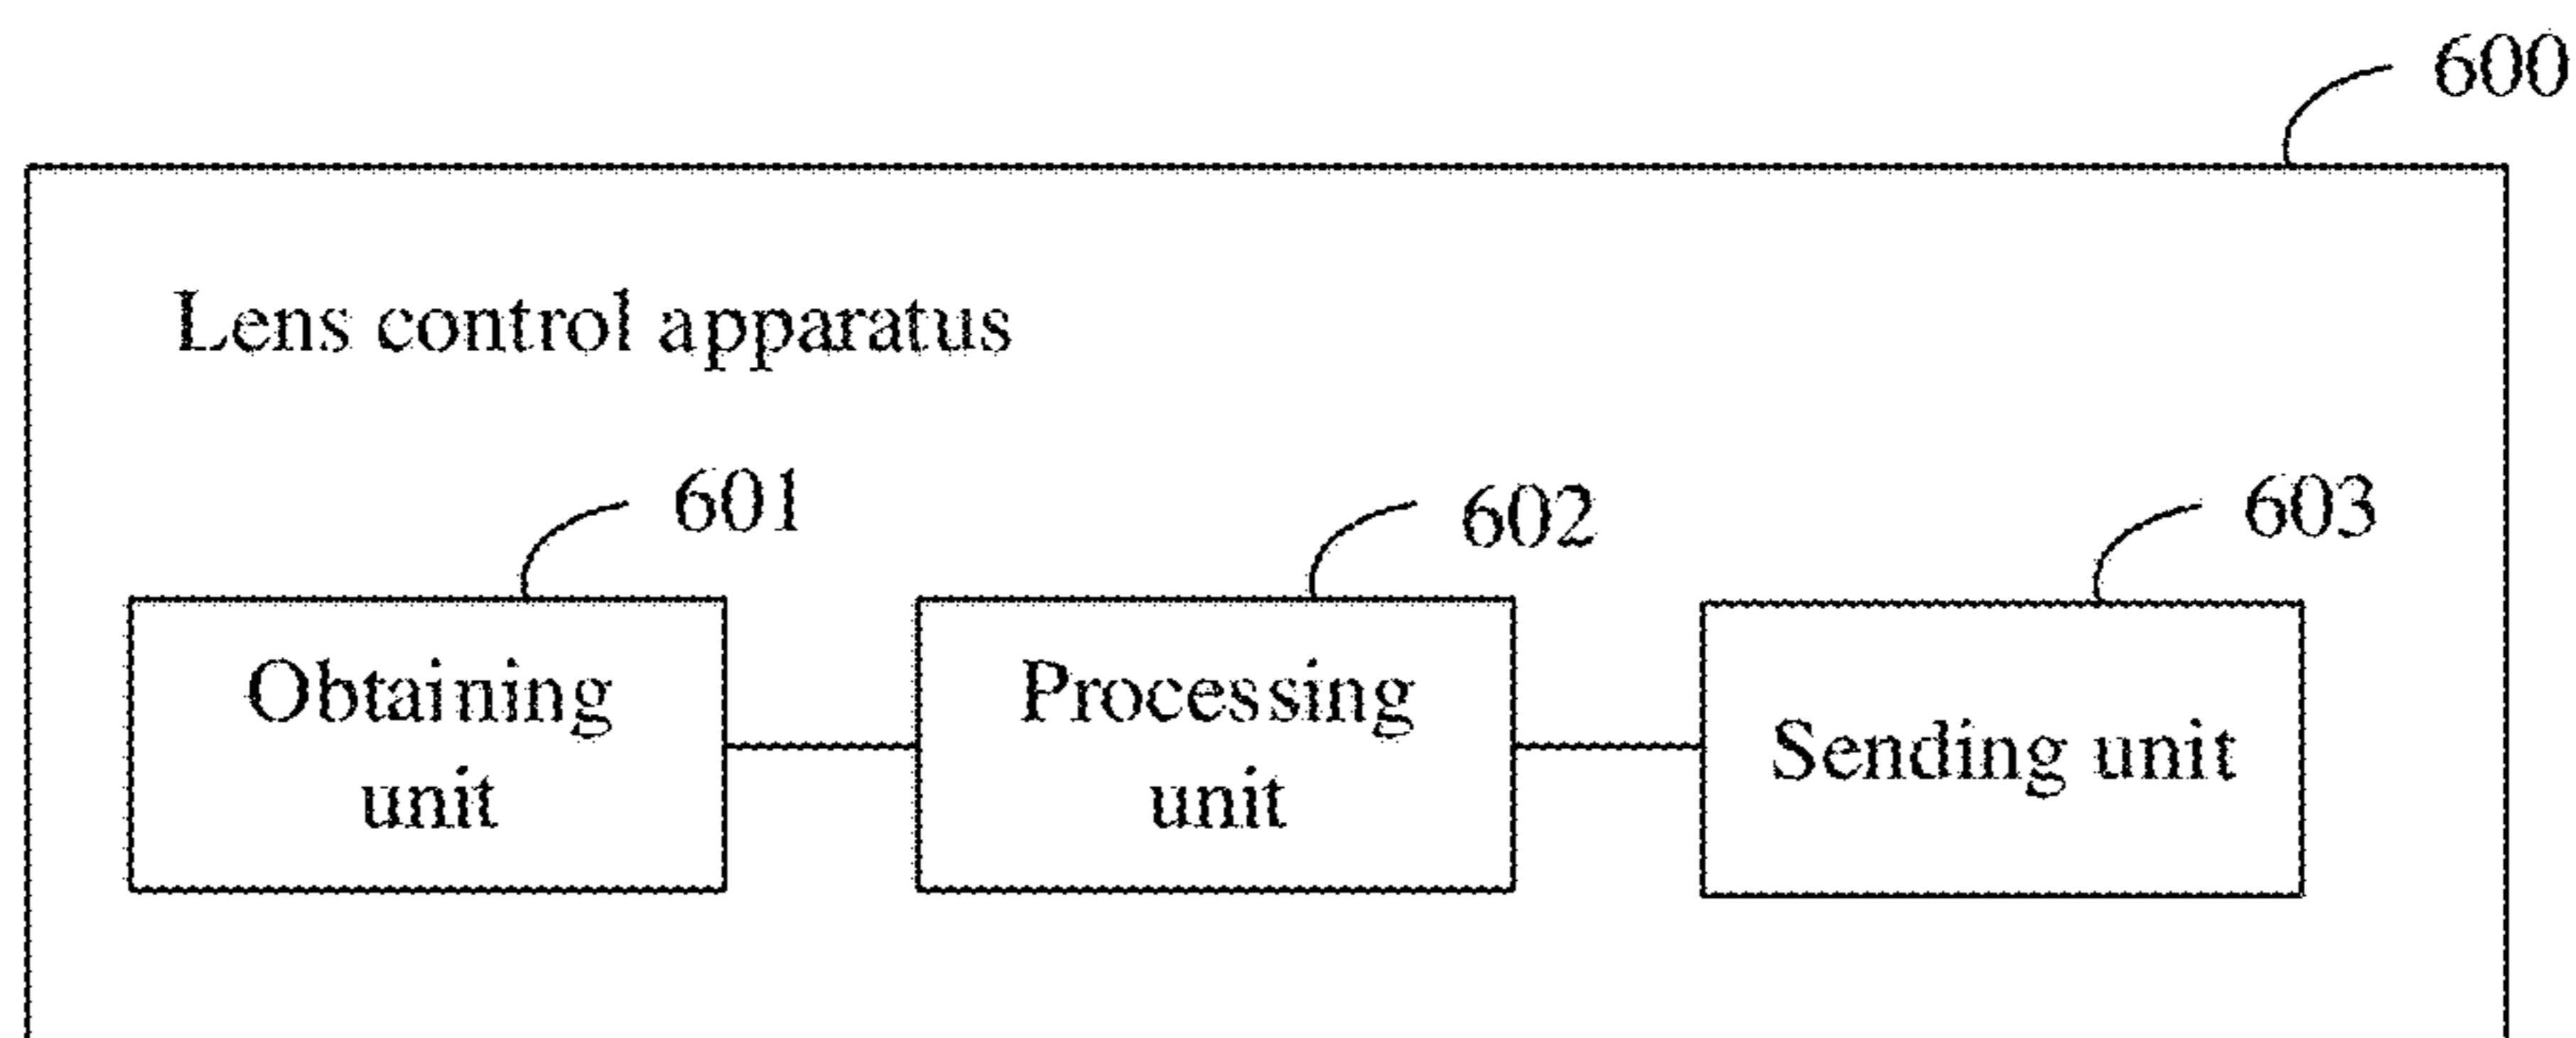 600
Lens control apparatus
601
602
603
Obtaining
unit
Processing
unit
Sending unit